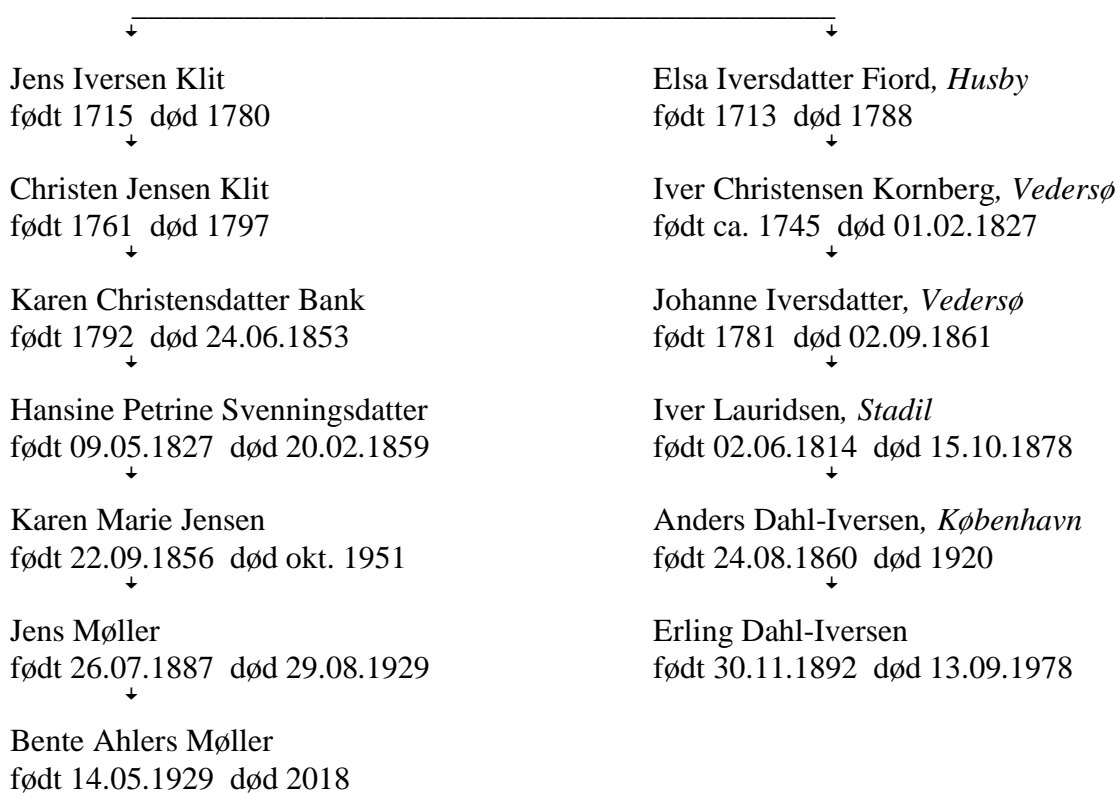 Jens Iversen Klit
født 1715 død 1780
Christen Jensen Klit
født 1761 død 1797
Karen Christensdatter Bank
født 1792 død 24.06.1853
Hansine Petrine Svenningsdatter
født 09.05.1827 død 20.02.1859
Karen Marie Jensen
født 22.09.1856 død okt. 1951
Jens Møller
født 26.07.1887 død 29.08.1929
Bente Ahlers Møller
født 14.05.1929 død 2018
Elsa Iversdatter Fiord, Husby
født 1713 død 1788
Iver Christensen Kornberg, Vedersø
født ca. 1745 død 01.02.1827
Johanne Iversdatter, Vedersø
født 1781 død 02.09.1861
Iver Lauridsen, Stadil
født 02.06.1814 død 15.10.1878
Anders Dahl-Iversen, København
født 24.08.1860 død 1920
Erling Dahl-Iversen
født 30.11.1892 død 13.09.1978